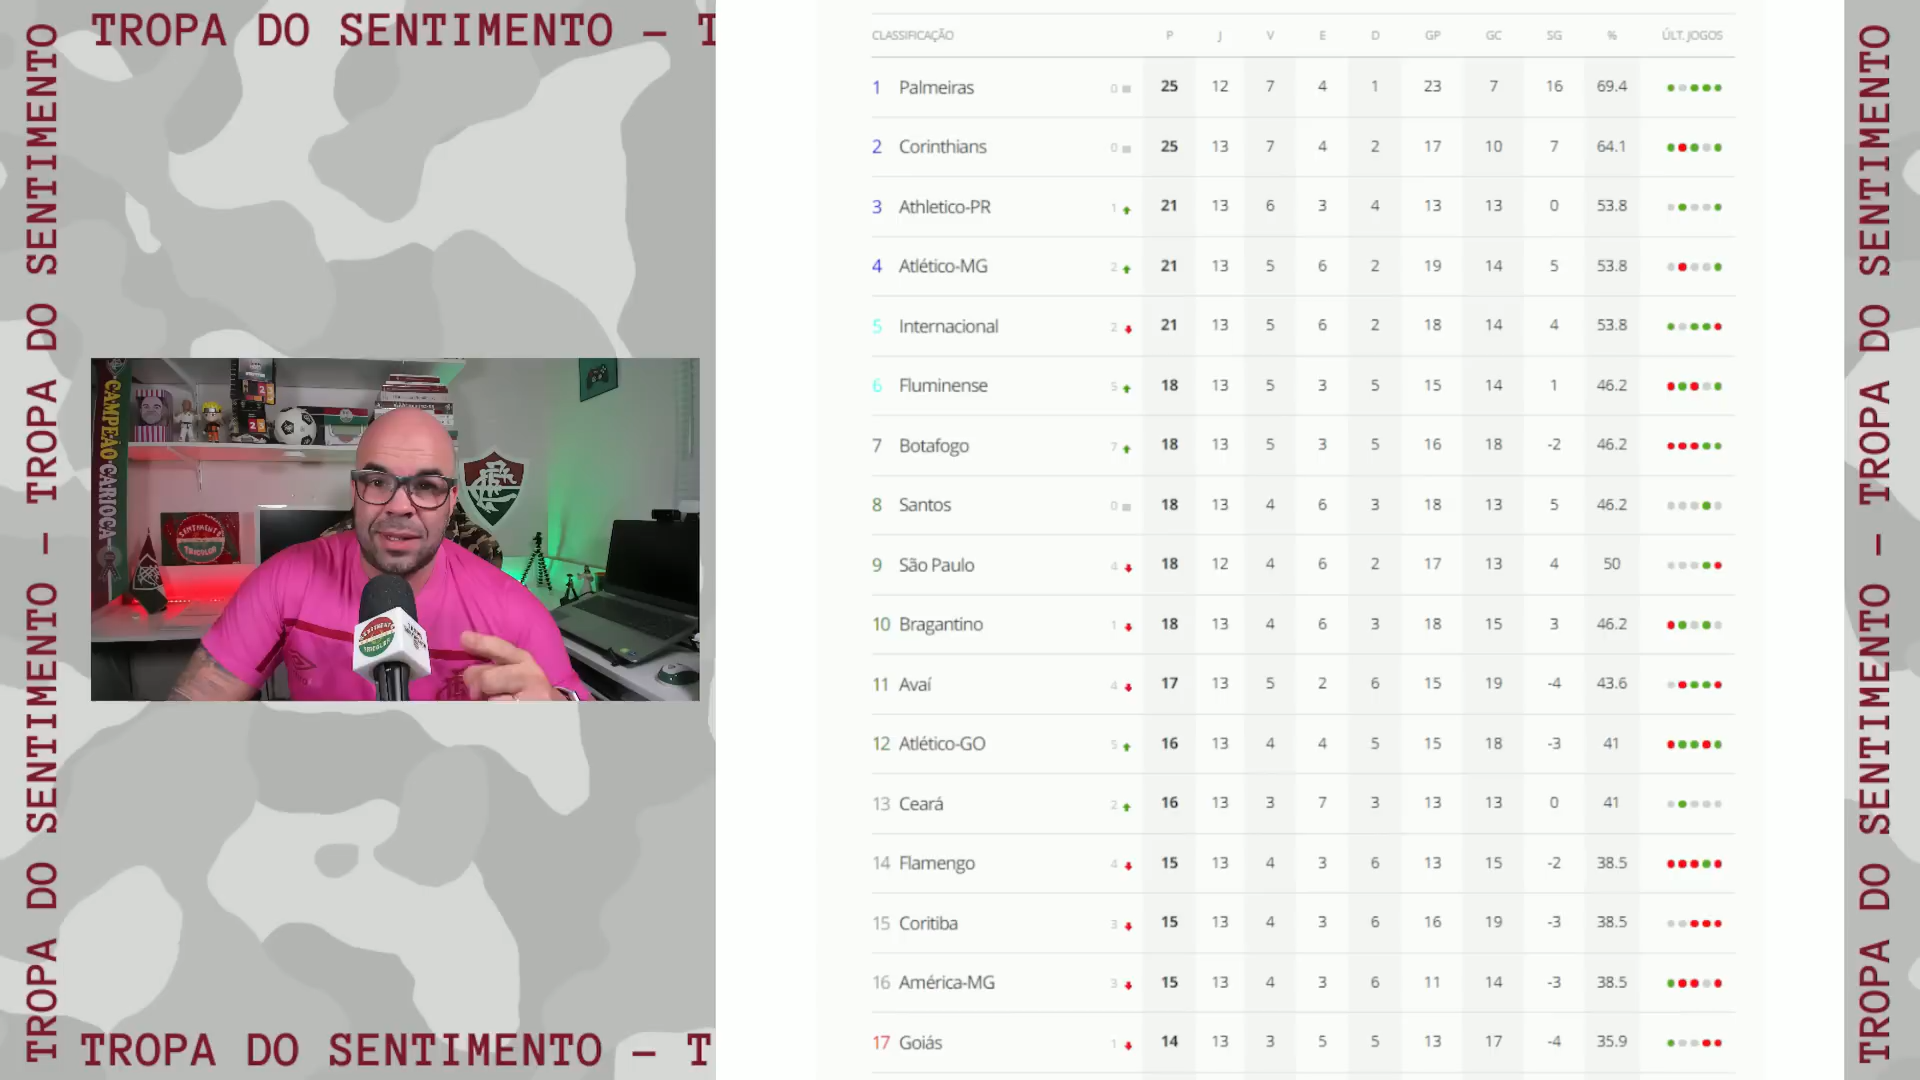 TROPA DO SENTIMENTO – T
TROPA DO SENTIMENTO – TROPA DO SENTIMENTO – TROPA DO SENTIMENTO
CAMPEÃO CARIOCA
SENTIMENTO
TRICOLOR
TROPA DO SENTIMENTO – T
CLASSIFICAÇÃO P J V E D GP GC SG % ÚLT. JOGOS
1 Palmeiras 0 25 12 7 4 1 23 7 16 69.4
2 Corinthians 0 25 13 7 4 2 17 10 7 64.1
3 Athletico-PR 1 21 13 6 3 4 13 13 0 53.8
4 Atlético-MG 2 21 13 5 6 2 19 14 5 53.8
5 Internacional 2 21 13 5 6 2 18 14 4 53.8
6 Fluminense 5 18 13 5 3 5 15 14 1 46.2
7 Botafogo 7 18 13 5 3 5 16 18 -2 46.2
8 Santos 0 18 13 4 6 3 18 13 5 46.2
9 São Paulo 4 18 12 4 6 2 17 13 4 50
10 Bragantino 1 18 13 4 6 3 18 15 3 46.2
11 Avaí 4 17 13 5 2 6 15 19 -4 43.6
12 Atlético-GO 5 16 13 4 4 5 15 18 -3 41
13 Ceará 2 16 13 3 7 3 13 13 0 41
14 Flamengo 4 15 13 4 3 6 13 15 -2 38.5
15 Coritiba 3 15 13 4 3 6 16 19 -3 38.5
16 América-MG 3 15 13 4 3 6 11 14 -3 38.5
17 Goiás 1 14 13 3 5 5 13 17 -4 35.9
TROPA DO SENTIMENTO – TROPA DO SENTIMENTO – TROPA DO SENTIMENTO